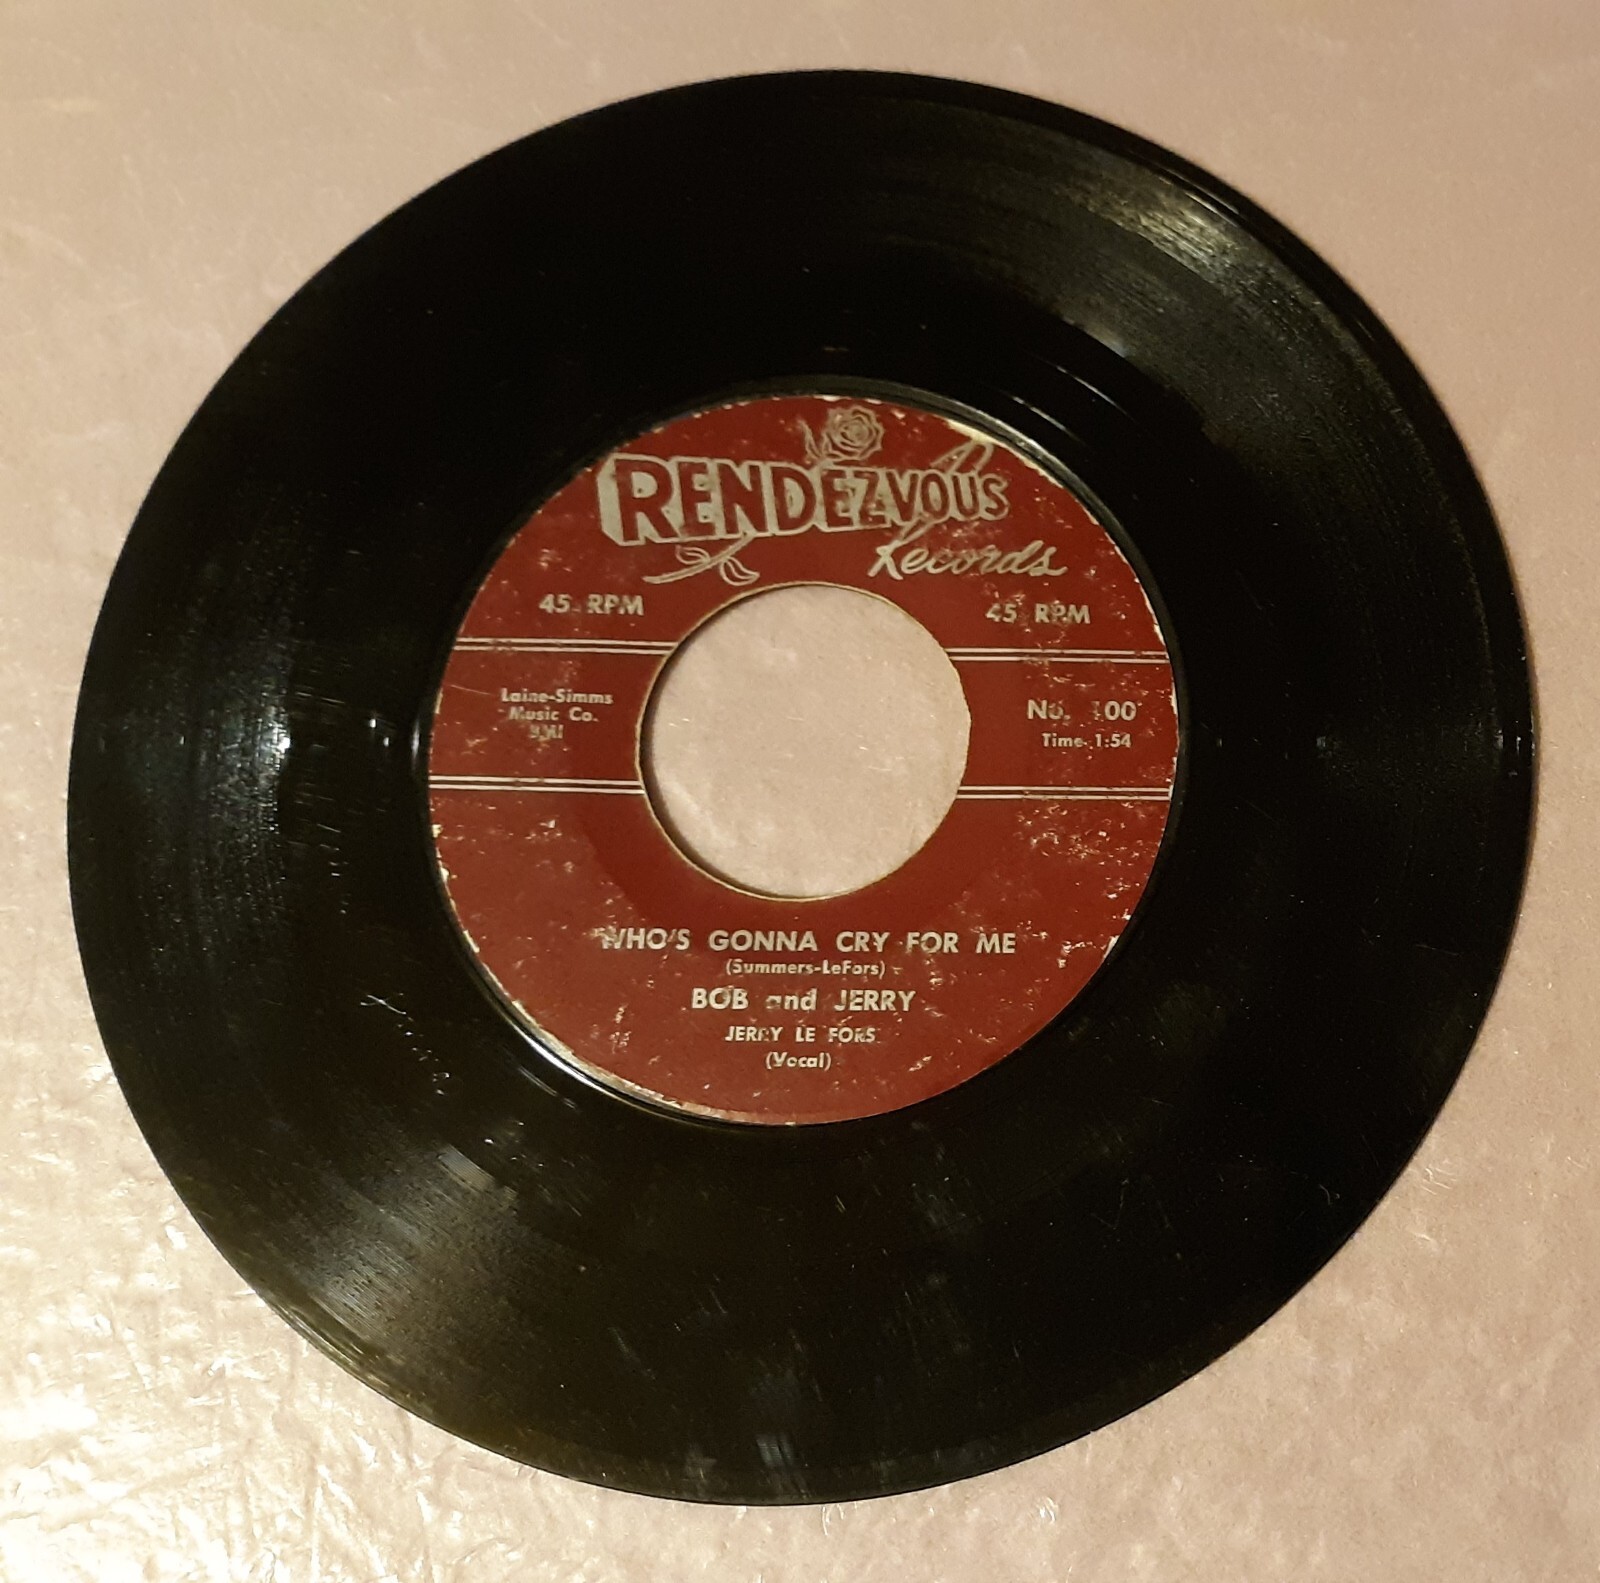 RENDEZVOUS
Records
45 RPM
45 RPM
Laine-Simms
Music Co.
BMI
No. 100
Time 1:54
WHO'S GONNA CRY FOR ME
(Summers-LeFors)
BOB and JERRY
JERRY LE FORS
(Vocal)